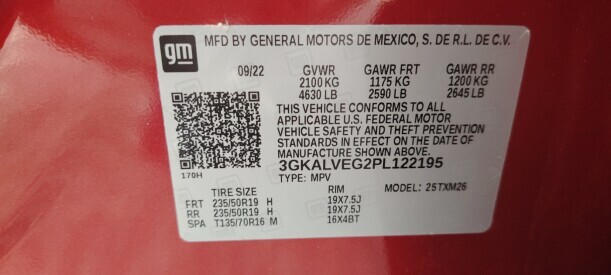 gm MFD BY GENERAL MOTORS DE MEXICO, S. DE R.L. DE C.V.
09/22 GVWR GAWR FRT GAWR RR
2100 KG 1175 KG 1200 KG
4630 LB 2590 LB 2645 LB
THIS VEHICLE CONFORMS TO ALL
APPLICABLE U.S. FEDERAL MOTOR
VEHICLE SAFETY AND THEFT PREVENTION
STANDARDS IN EFFECT ON THE DATE OF
MANUFACTURE SHOWN ABOVE.
170H 3GKALVEG2PL122195
TYPE: MPV MODEL: 25TXM26
TIRE SIZE RIM
FRT 235/50R19 H 19X7.5J
RR 235/50R19 H 19X7.5J
SPA T135/70R16 M 16X4BT